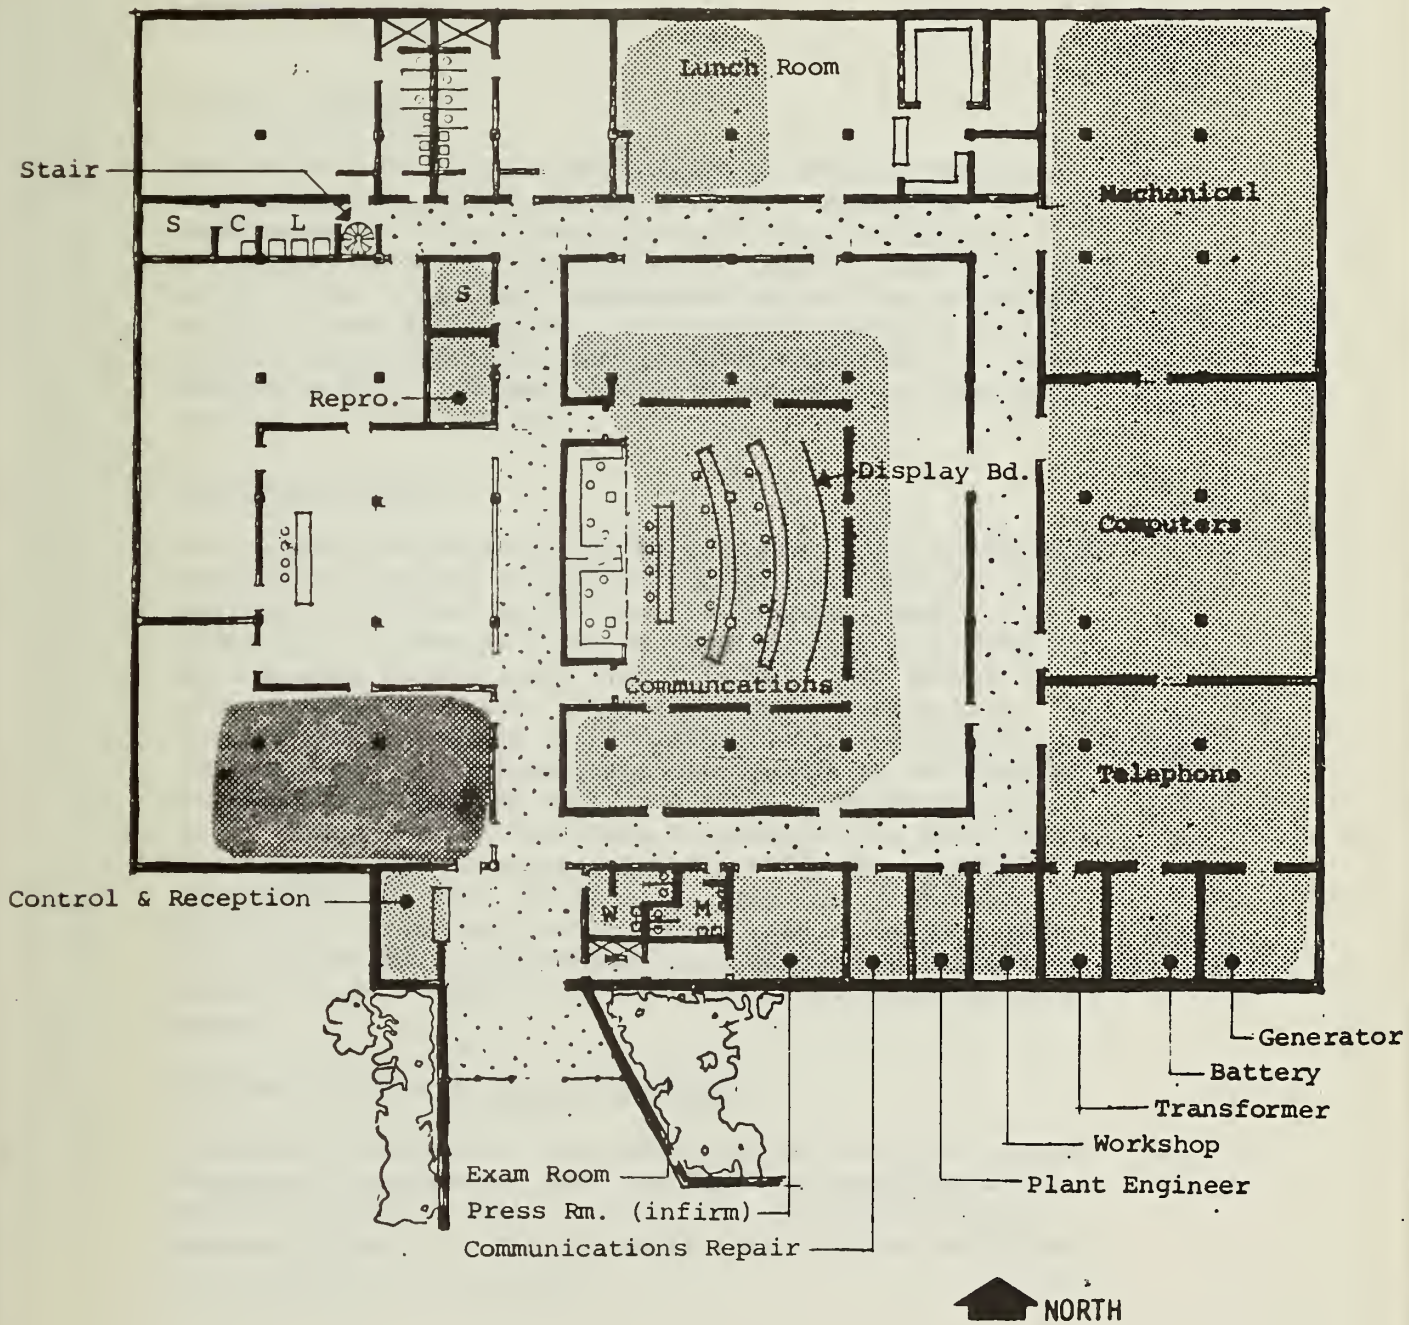 Lunch Room
Stair
Mechanical
S C L
S
Repro.
Display Bd.
Computers
Communcations
Telephone
Control & Reception
W M
Generator
Battery
Transformer
Workshop
Exam Room
Plant Engineer
Press Rm. (infirm)
Communications Repair
NORTH